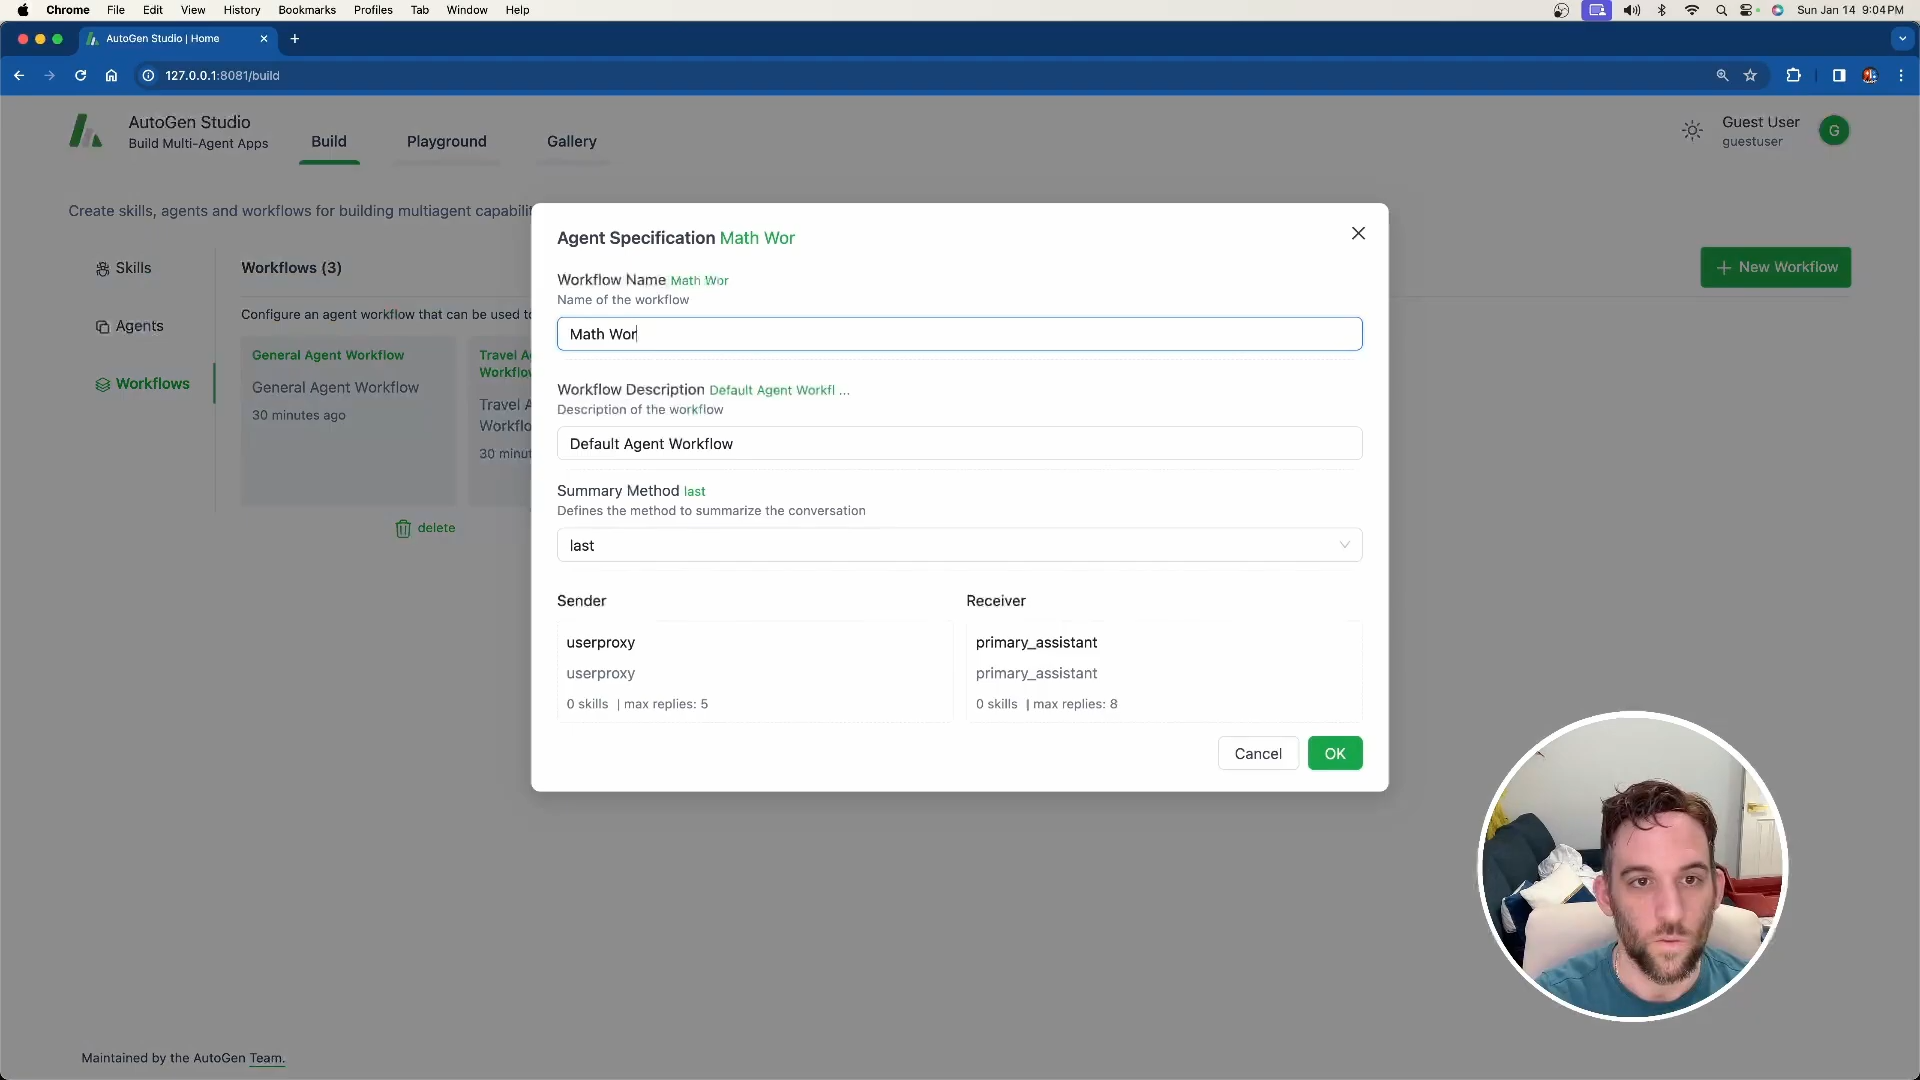 Chrome File Edit View History Bookmarks Profiles Tab Window Help Sun Jan 14 9:04 PM
AutoGen Studio | Home
127.0.0.1:8081/build
AutoGen Studio
Build Multi-Agent Apps
Build Playground Gallery
Guest User
guestuser
G
Create skills, agents and workflows for building multiagent capabilit
Skills
Agents
Workflows
Workflows (3)
New Workflow
Configure an agent workflow that can be used to
General Agent Workflow
General Agent Workflow
30 minutes ago
Travel A
Workflow
Travel A
Workflo
30 minut
delete
Agent Specification Math Wor
Workflow Name Math Wor
Name of the workflow
Math Wor
Workflow Description Default Agent Workfl ...
Description of the workflow
Default Agent Workflow
Summary Method last
Defines the method to summarize the conversation
last
Sender
userproxy
userproxy
0 skills | max replies: 5
Receiver
primary_assistant
primary_assistant
0 skills | max replies: 8
Cancel OK
Maintained by the AutoGen Team.